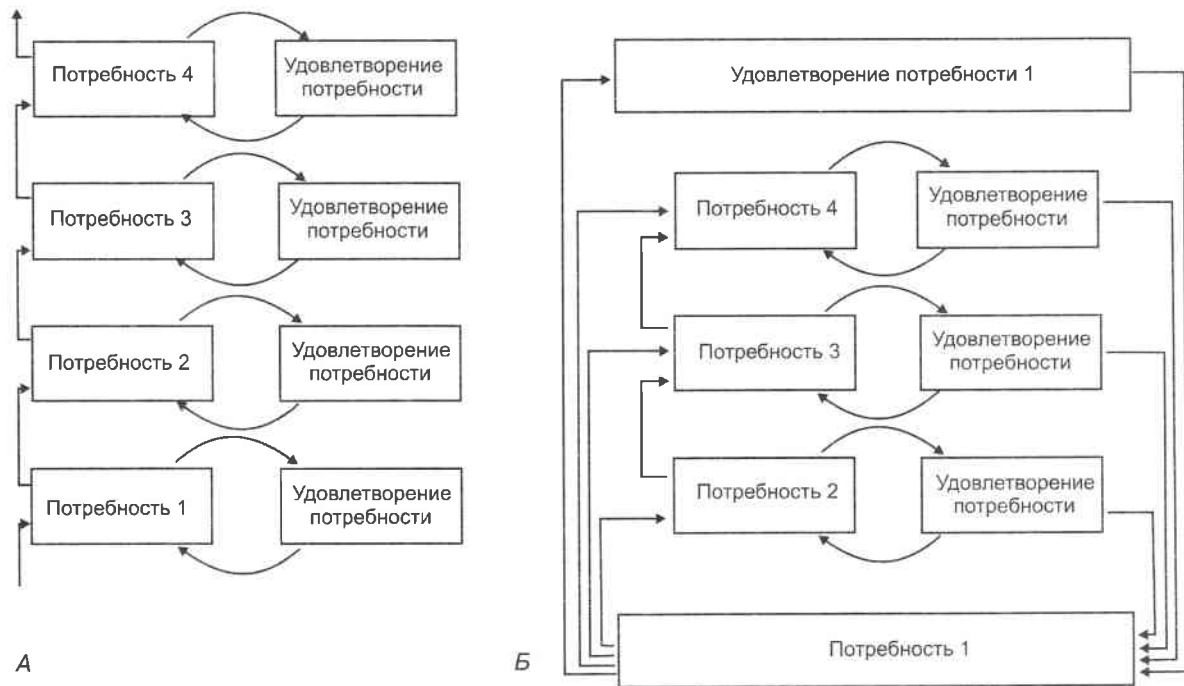 Потребность 4
Удовлетворение
потребности
Потребность 3
Удовлетворение
потребности
Потребность 2
Удовлетворение
потребности
Потребность 1
Удовлетворение
потребности
А
Удовлетворение потребности 1
Потребность 4
Удовлетворение
потребности
Потребность 3
Удовлетворение
потребности
Потребность 2
Удовлетворение
потребности
Потребность 1
Б